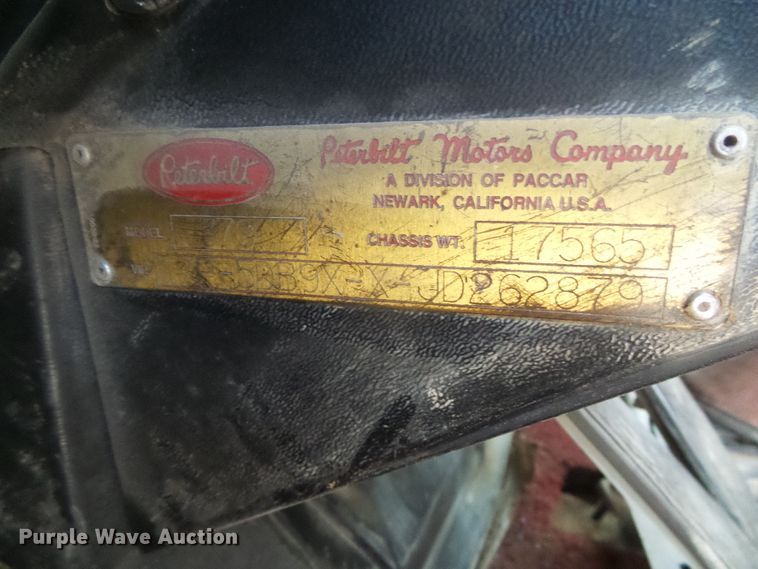 Peterbilt
Peterbilt Motors Company
A DIVISION OF PACCAR
NEWARK, CALIFORNIA U.S.A.
MODEL
CHASSIS WT. 17565
Purple Wave Auction®